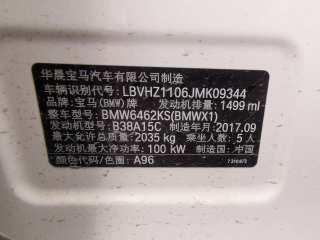 华晨宝马汽车有限公司制造
车辆识别代号: LBVHZ1106JMK09344
品牌: 宝马(BMW) 发动机排量: 1499 ml
整车型号: BMW6462KS(BMWX1)
发动机型号: B38A15C 制造年月: 2017.09
最大允许总质量: 2035 kg 乘坐人数: 5人
发动机最大净功率: 100 kW 制造国: 中国
颜色代码/颜色: A96